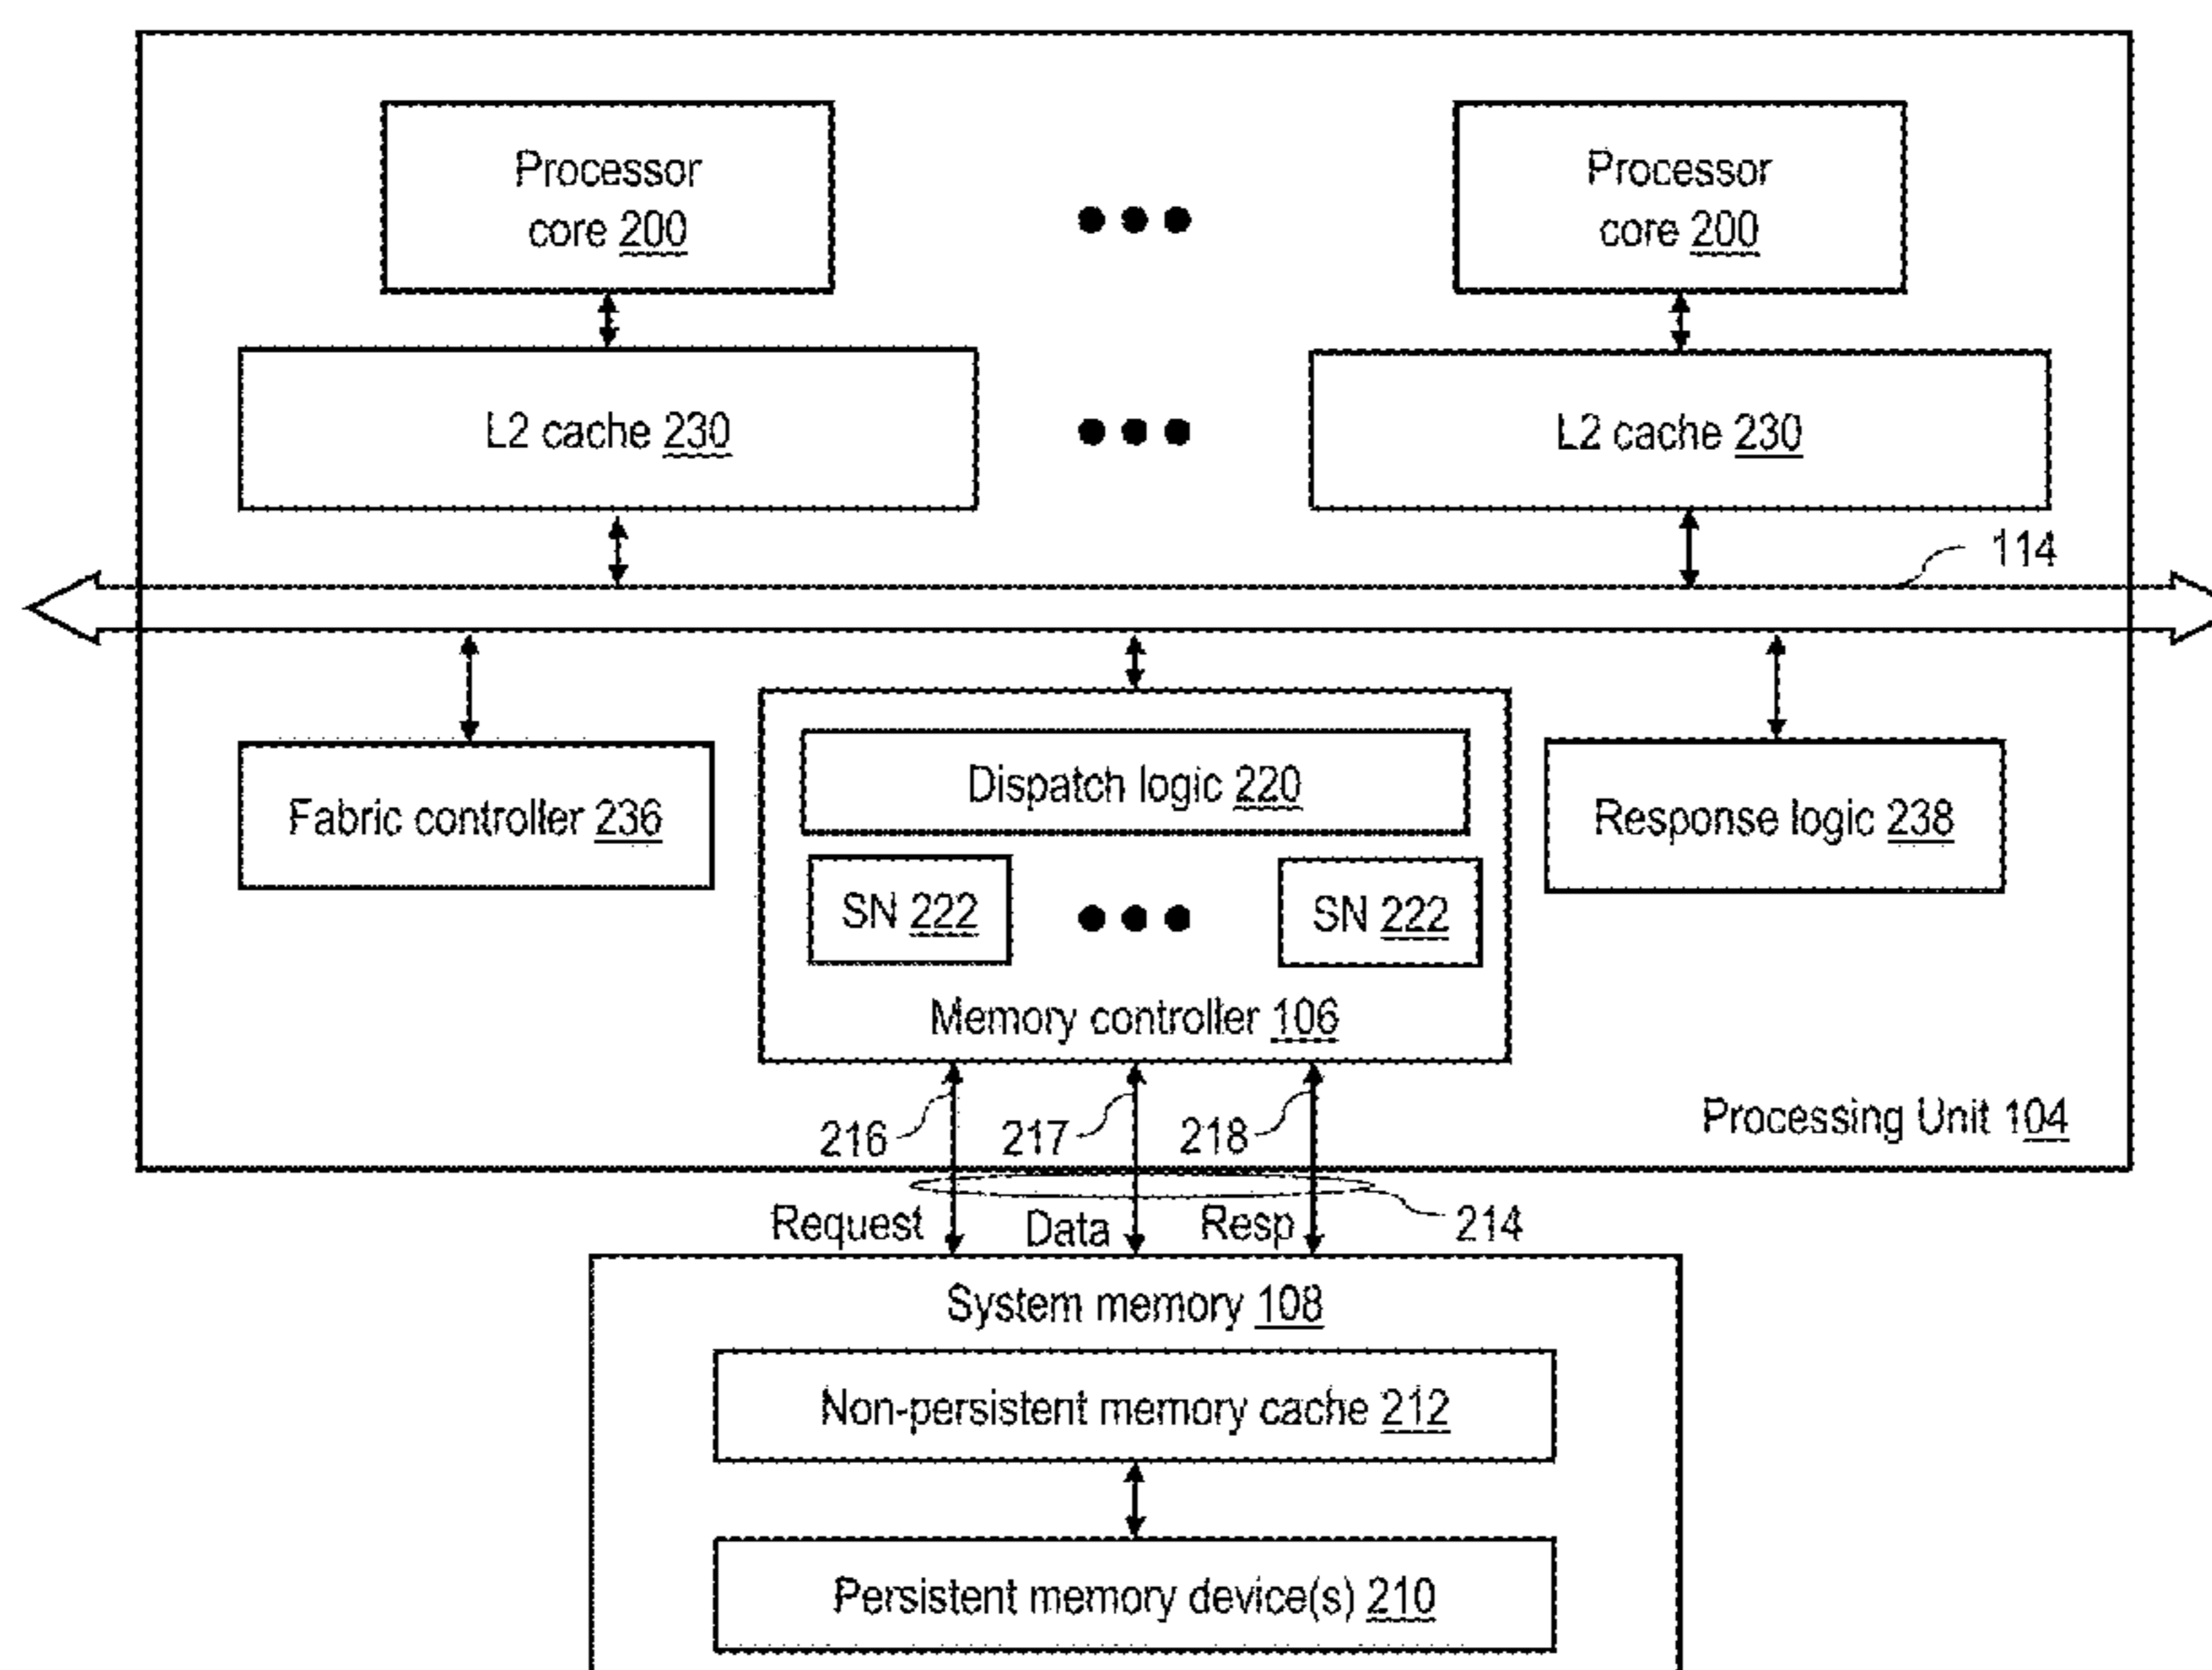 Processor
core 200
Processor
core 200
L2 cache 230
L2 cache 230
114
Fabric controller 236
Dispatch logic 220
Response logic 238
SN 222
SN 222
Memory controller 106
216
217
218
Processing Unit 104
Request
Data
Resp
214
System memory 108
Non-persistent memory cache 212
Persistent memory device(s) 210